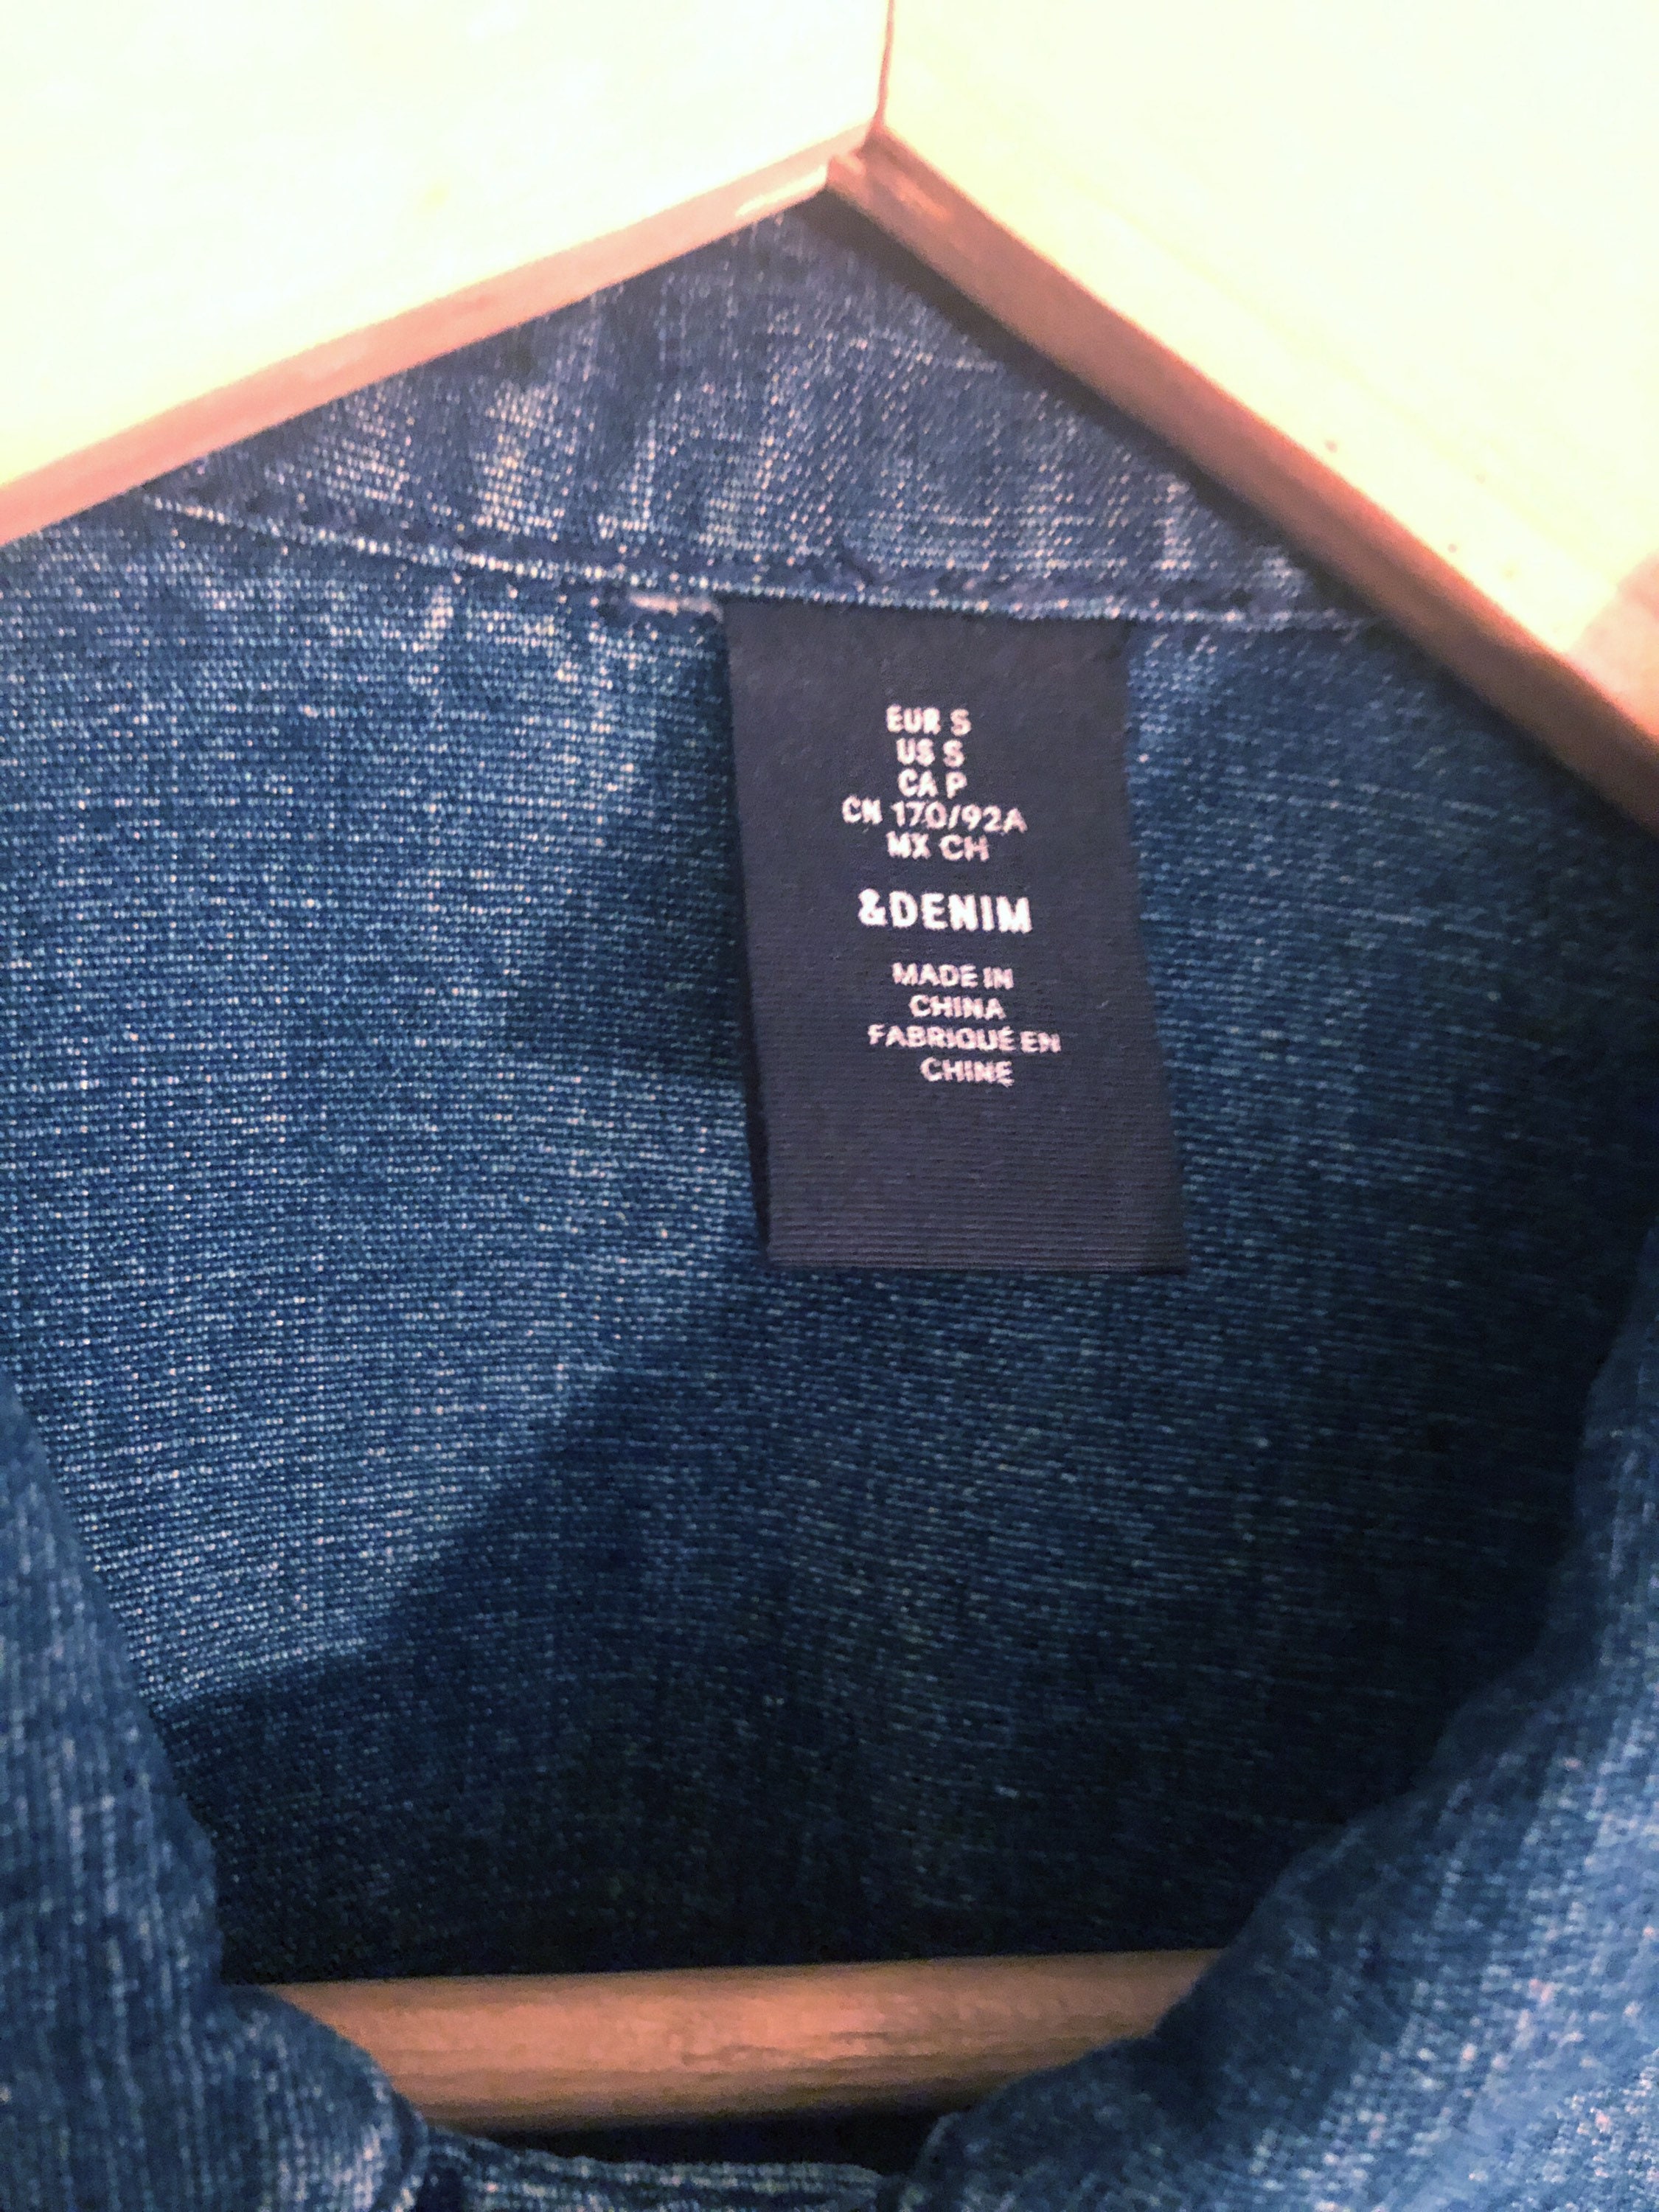 EUR S
US S
CA P
CN 170/92A
MX CH
&DENIM
MADE IN
CHINA
FABRIQUÉ EN
CHINE